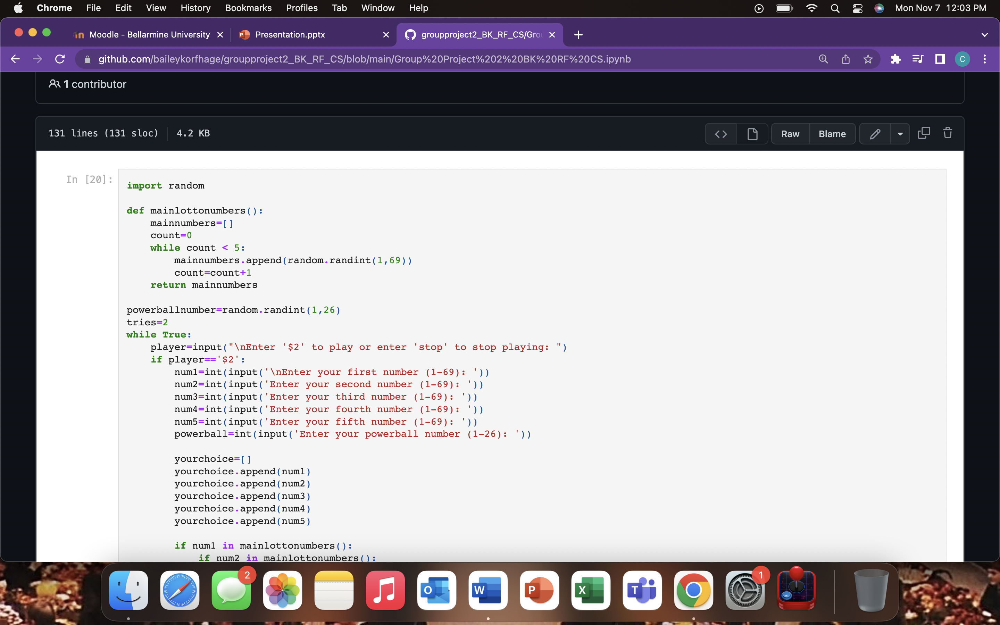 Chrome File Edit View History Bookmarks Profiles Tab Window Help Mon Nov 7 12:03 PM
Moodle - Bellarmine University Presentation.pptx groupproject2_BK_RF_CS/Gro
github.com/baileykorfhage/groupproject2_BK_RF_CS/blob/main/Group%20Project%202%20BK%20RF%20CS.ipynb C
1 contributor
131 lines (131 sloc) 4.2 KB Raw Blame
In [20]:
import random
def mainlottonumbers():
    mainnumbers=[]
    count=0
    while count < 5:
        mainnumbers.append(random.randint(1,69))
        count=count+1
    return mainnumbers
powerballnumber=random.randint(1,26)
tries=2
while True:
    player=input("\nEnter '$2' to play or enter 'stop' to stop playing: ")
    if player=='$2':
        num1=int(input('\nEnter your first number (1-69): '))
        num2=int(input('Enter your second number (1-69): '))
        num3=int(input('Enter your third number (1-69): '))
        num4=int(input('Enter your fourth number (1-69): '))
        num5=int(input('Enter your fifth number (1-69): '))
        powerball=int(input('Enter your powerball number (1-26): '))
        yourchoice=[]
        yourchoice.append(num1)
        yourchoice.append(num2)
        yourchoice.append(num3)
        yourchoice.append(num4)
        yourchoice.append(num5)
        if num1 in mainlottonumbers():
            if num2 in mainlottonumbers():
2 O W P X T 1